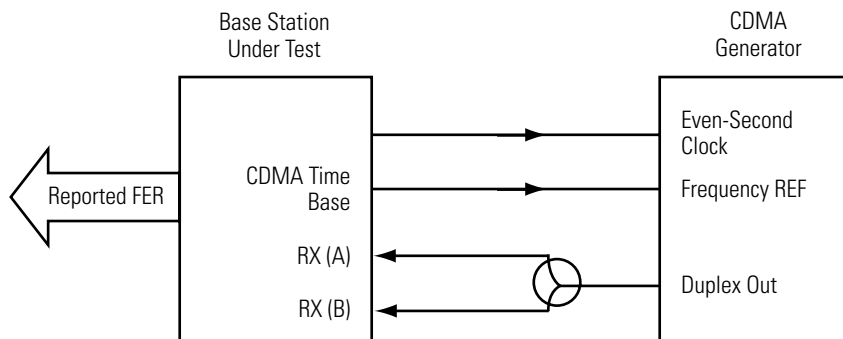 Base Station
Under Test
CDMA
Generator
Even-Second
Clock
Reported FER
CDMA Time
Base
Frequency REF
RX (A)
Duplex Out
RX (B)